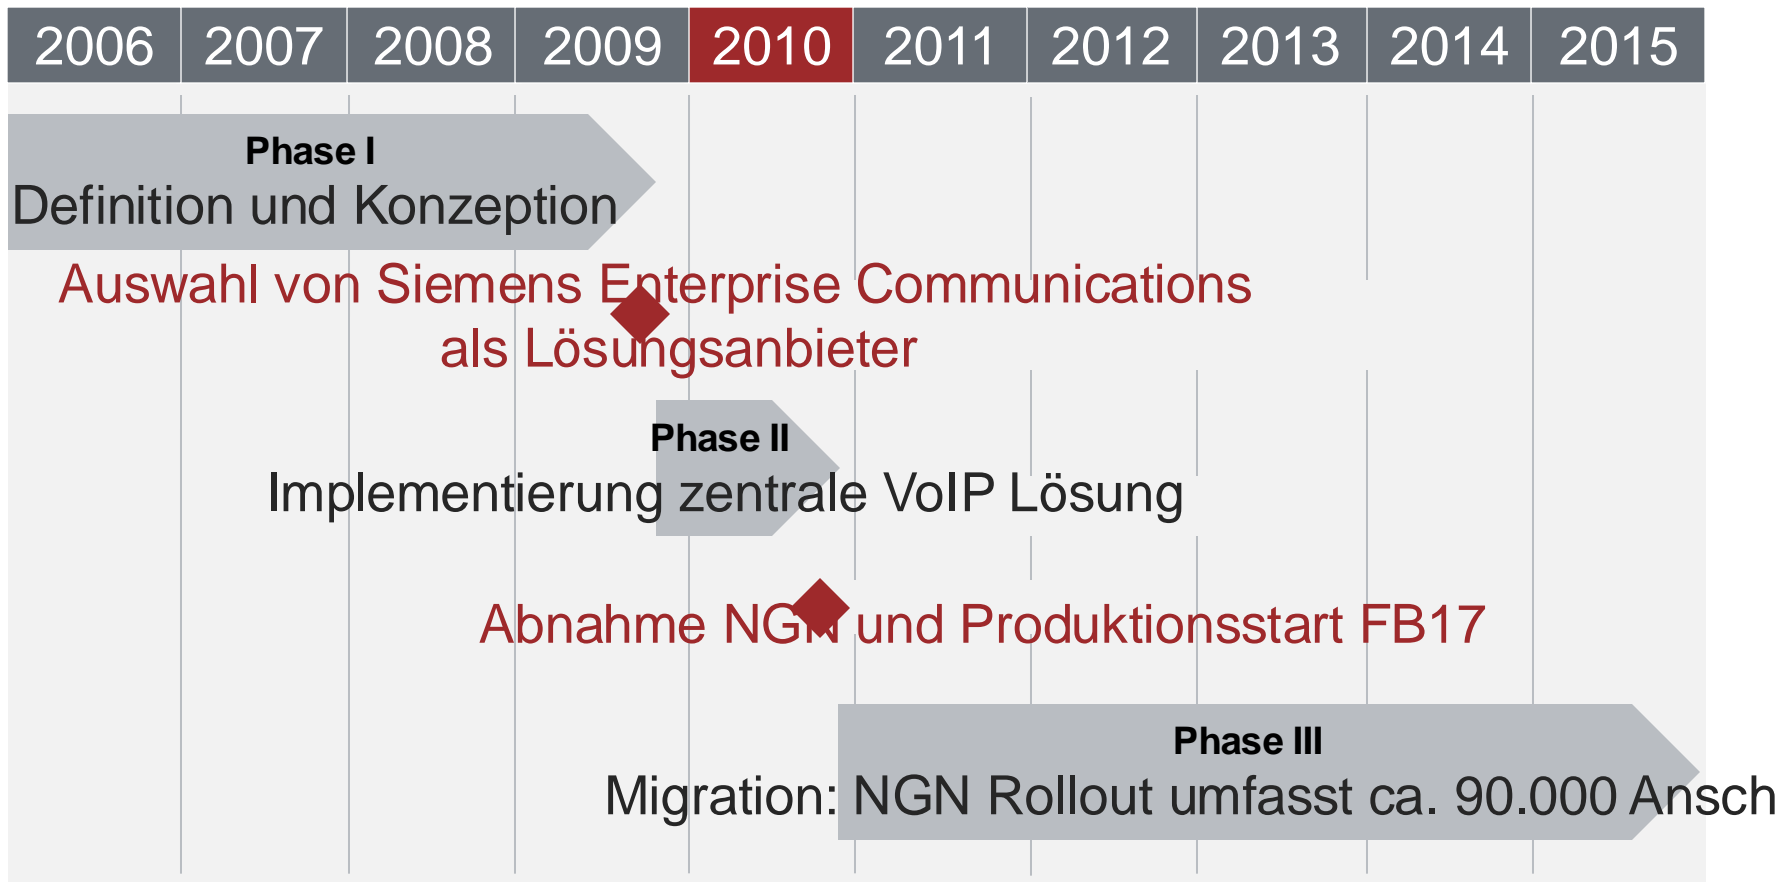 2006 2007 2008 2009 2010 2011 2012 2013 2014 2015
Phase I
Definition und Konzeption
Auswahl von Siemens Enterprise Communications
als Lösungsanbieter
Phase II
Implementierung zentrale VoIP Lösung
Abnahme NGN und Produktionsstart FB17
Phase III
Migration: NGN Rollout umfasst ca. 90.000 Ansch